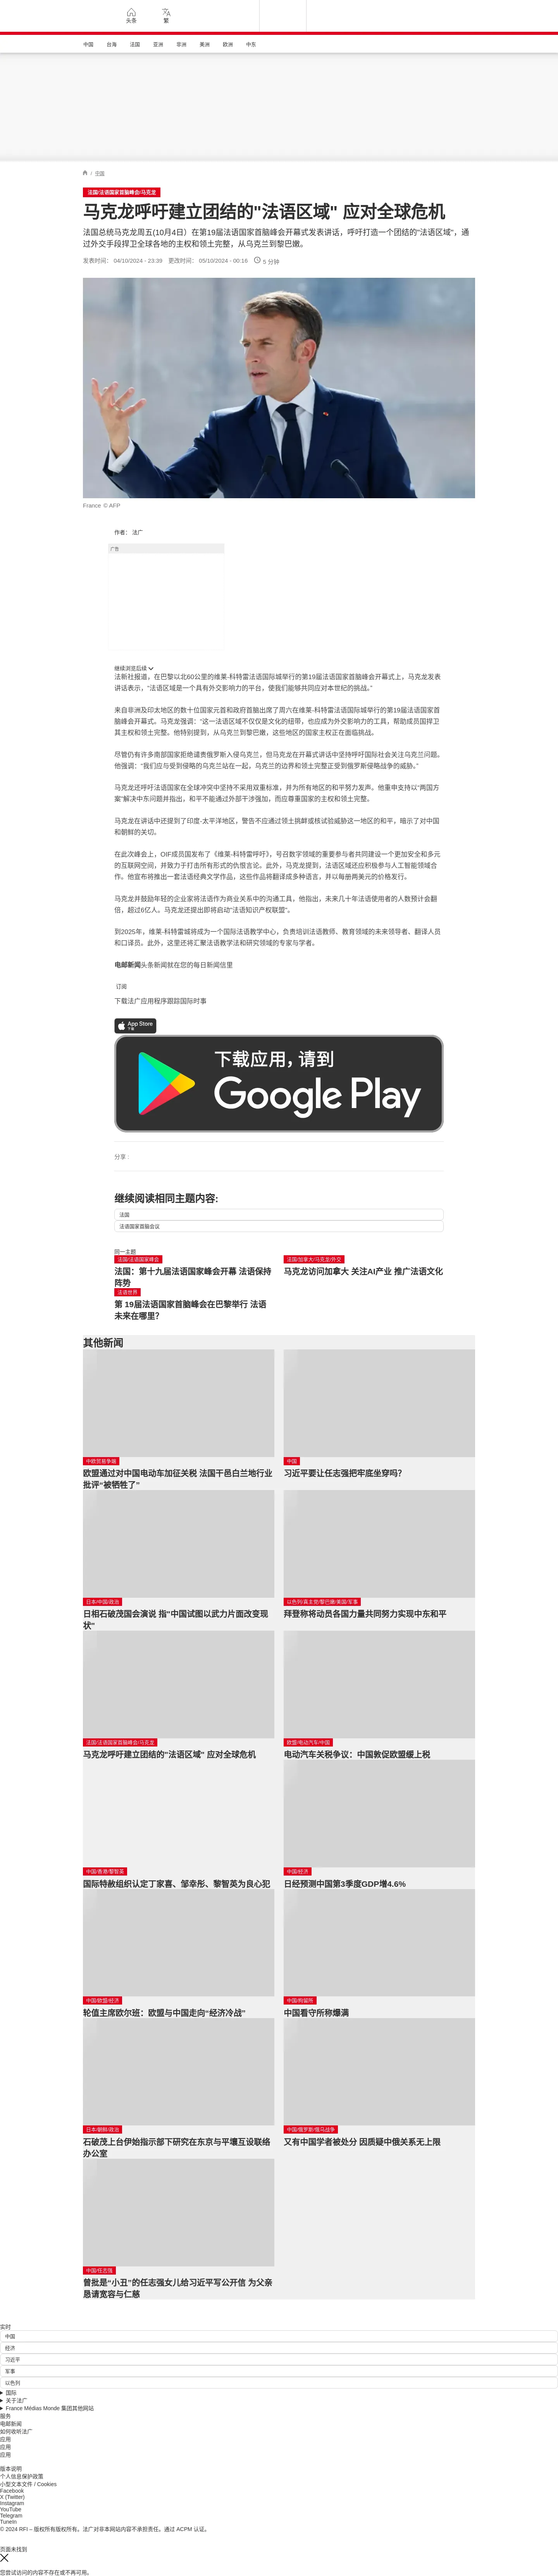 头条
繁
中国
台海
法国
亚洲
非洲
美洲
欧洲
中东
/ 中国
法国/法语国家首脑峰会/马克龙
马克龙呼吁建立团结的"法语区域" 应对全球危机
法国总统马克龙周五(10月4日）在第19届法语国家首脑峰会开幕式发表讲话，呼吁打造一个团结的"法语区域"，通
过外交手段捍卫全球各地的主权和领土完整，从乌克兰到黎巴嫩。
发表时间： 04/10/2024 - 23:39 更改时间： 05/10/2024 - 00:16 5 分钟
France © AFP
作者： 法广
广告
继续浏览后续
法新社报道，在巴黎以北60公里的维莱-科特雷法语国际城举行的第19届法语国家首脑峰会开幕式上，马克龙发表
讲话表示，“法语区域是一个具有外交影响力的平台，使我们能够共同应对本世纪的挑战。”
来自非洲及印太地区的数十位国家元首和政府首脑出席了周六在维莱-科特雷法语国际城举行的第19届法语国家首
脑峰会开幕式。马克龙强调：“这一法语区域不仅仅是文化的纽带，也应成为外交影响力的工具，帮助成员国捍卫
其主权和领土完整。他特别提到，从乌克兰到黎巴嫩，这些地区的国家主权正在面临挑战。
尽管仍有许多南部国家拒绝谴责俄罗斯入侵乌克兰，但马克龙在开幕式讲话中坚持呼吁国际社会关注乌克兰问题。
他强调：“我们应与受到侵略的乌克兰站在一起，乌克兰的边界和领土完整正受到俄罗斯侵略战争的威胁。”
马克龙还呼吁法语国家在全球冲突中坚持不采用双重标准，并为所有地区的和平努力发声。他重申支持以“两国方
案”解决中东问题并指出，和平不能通过外部干涉强加，而应尊重国家的主权和领土完整。
马克龙在讲话中还提到了印度-太平洋地区，警告不应通过领土挑衅或核试验威胁这一地区的和平，暗示了对中国
和朝鲜的关切。
在此次峰会上，OIF成员国发布了《维莱-科特雷呼吁》，号召数字领域的重要参与者共同建设一个更加安全和多元
的互联网空间，并致力于打击所有形式的仇恨言论。此外，马克龙提到，法语区域还应积极参与人工智能领域合
作。他宣布将推出一套法语经典文学作品，这些作品将翻译成多种语言，并以每册两美元的价格发行。
马克龙并鼓励年轻的企业家将法语作为商业关系中的沟通工具，他指出，未来几十年法语使用者的人数预计会翻
倍，超过6亿人。马克龙还提出即将启动“法语知识产权联盟”。
到2025年，维莱-科特雷城将成为一个国际法语教学中心，负责培训法语教师、教育领域的未来领导者、翻译人员
和口译员。此外，这里还将汇聚法语教学法和研究领域的专家与学者。
电邮新闻头条新闻就在您的每日新闻信里
订阅
下载法广应用程序跟踪国际时事
App Store
下载
下载应用，请到
Google Play
分享 :
继续阅读相同主题内容:
法国
法语国家首脑会议
同一主题
法国/法语国家峰会
法国：第十九届法语国家峰会开幕 法语保持
阵势
法国/加拿大/马克龙/外交
马克龙访问加拿大 关注AI产业 推广法语文化
法语世界
第 19届法语国家首脑峰会在巴黎举行 法语
未来在哪里？
其他新闻
中欧贸易争端
欧盟通过对中国电动车加征关税 法国干邑白兰地行业
批评“被牺牲了”
中国
习近平要让任志强把牢底坐穿吗？
日本/中国/政治
日相石破茂国会演说 指"中国试图以武力片面改变现
状"
以色列/真主党/黎巴嫩/美国/军事
拜登称将动员各国力量共同努力实现中东和平
法国/法语国家首脑峰会/马克龙
马克龙呼吁建立团结的"法语区域" 应对全球危机
欧盟/电动汽车/中国
电动汽车关税争议：中国敦促欧盟缓上税
中国/香港/黎智英
国际特赦组织认定丁家喜、邹幸彤、黎智英为良心犯
中国/经济
日经预测中国第3季度GDP增4.6%
中国/欧盟/经济
轮值主席欧尔班：欧盟与中国走向“经济冷战”
中国/拘留所
中国看守所称爆满
日本/朝鲜/政治
石破茂上台伊始指示部下研究在东京与平壤互设联络
办公室
中国/俄罗斯/俄乌战争
又有中国学者被处分 因质疑中俄关系无上限
中国/任志强
曾批是“小丑”的任志强女儿给习近平写公开信 为父亲
恳请宽容与仁慈
实时
中国
经济
习近平
军事
以色列
国际
关于法广
France Médias Monde 集团其他网站
服务
电邮新闻
如何收听法广
应用
应用
应用
版本说明
个人信息保护政策
小型文本文件 / Cookies
Facebook
X (Twitter)
Instagram
YouTube
Telegram
TuneIn
© 2024 RFI – 版权所有版权所有。法广对非本网站内容不承担责任。通过 ACPM 认证。
页面未找到
您尝试访问的内容不存在或不再可用。